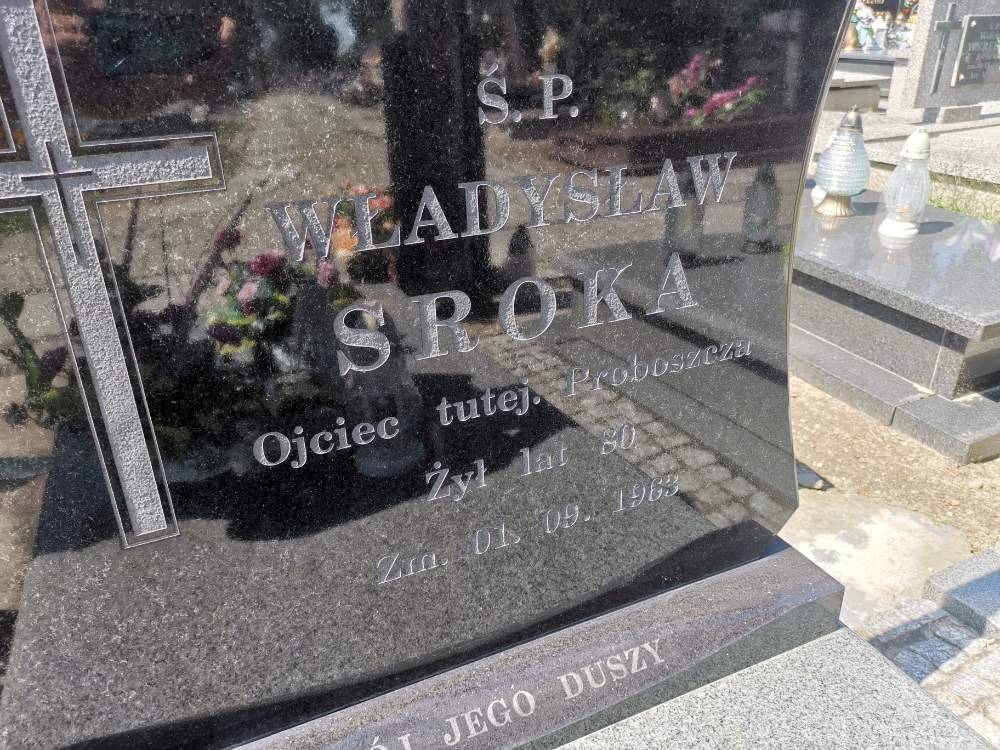 Ś. P.
WŁADYSŁAW
SROKA
Ojciec tutej. Proboszcza
Żył lat 80
Zm. 01. 09. 1963
JEGO DUSZY